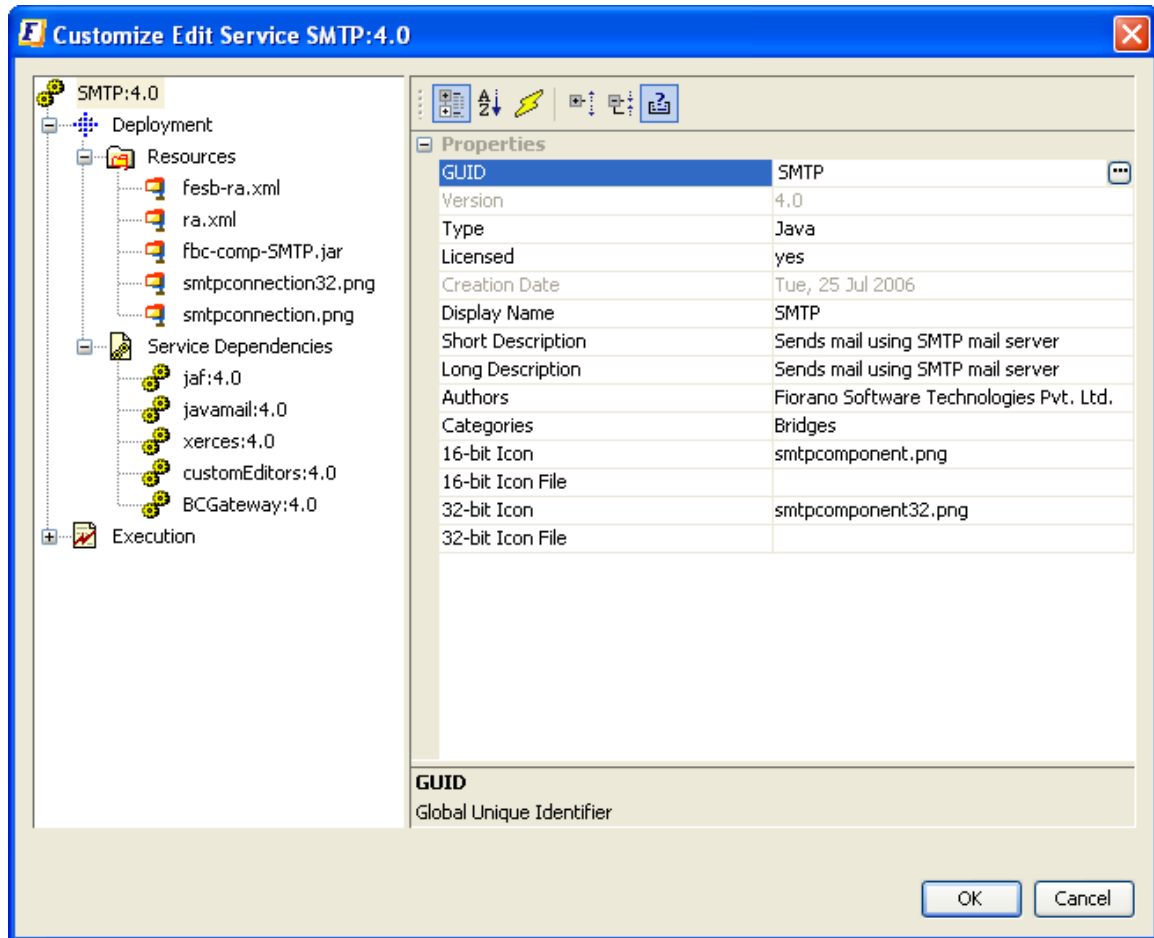 Customize Edit Service SMTP:4.0
SMTP:4.0
Deployment
Resources
fesb-ra.xml
ra.xml
fbc-comp-SMTP.jar
smtpconnection32.png
smtpconnection.png
Service Dependencies
jaf:4.0
javamail:4.0
xerces:4.0
customEditors:4.0
BCGateway:4.0
Execution
Properties
GUID SMTP
Version 4.0
Type Java
Licensed yes
Creation Date Tue, 25 Jul 2006
Display Name SMTP
Short Description Sends mail using SMTP mail server
Long Description Sends mail using SMTP mail server
Authors Fiorano Software Technologies Pvt. Ltd.
Categories Bridges
16-bit Icon smtpcomponent.png
16-bit Icon File
32-bit Icon smtpcomponent32.png
32-bit Icon File
GUID
Global Unique Identifier
OK Cancel